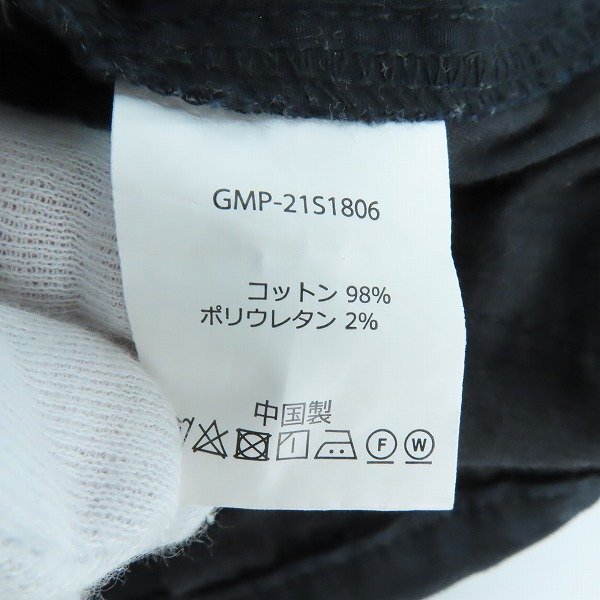 GMP-21S1806
コットン 98%
ポリウレタン 2%
中国製
F W